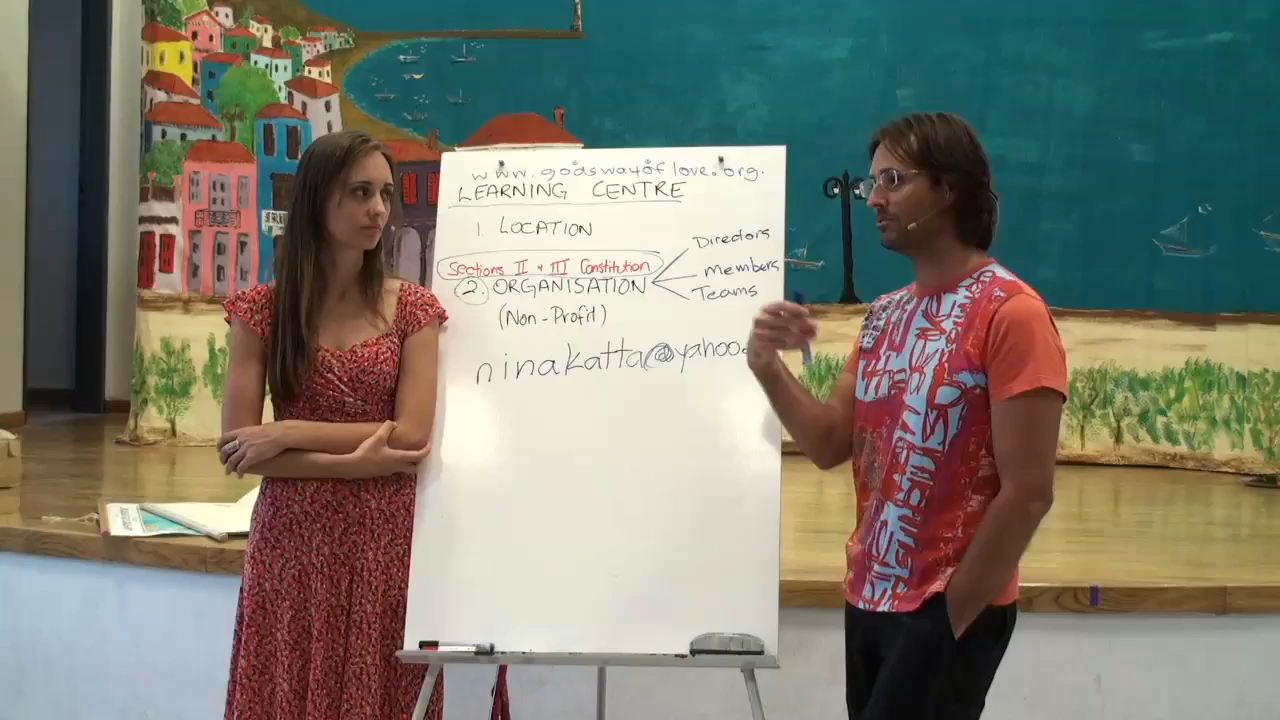 www.godswayoflove.org.
LEARNING CENTRE
1 LOCATION
Sections II & III Constitution
2. ORGANISATION
Directors
members
Teams
(Non-Profit)
ninakatta@yahoo.